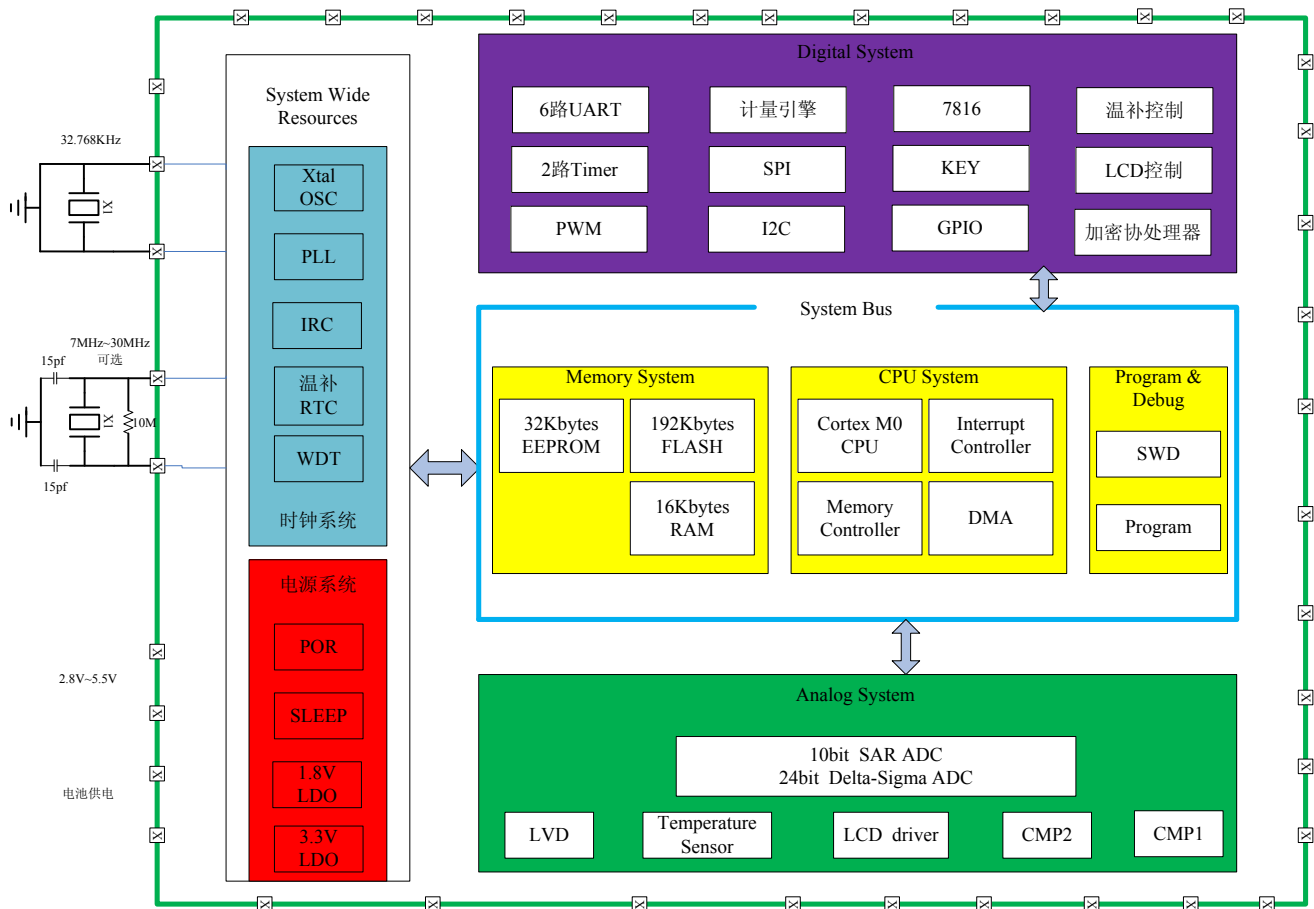 32.768KHz
X1
7MHz~30MHz
可选
15pf
X1
10M
15pf
2.8V~5.5V
电池供电
System Wide
Resources
Xtal
OSC
PLL
IRC
温补
RTC
WDT
时钟系统
电源系统
POR
SLEEP
1.8V
LDO
3.3V
LDO
Digital System
6路UART
计量引擎
7816
温补控制
2路Timer
SPI
KEY
LCD控制
PWM
I2C
GPIO
加密协处理器
System Bus
Memory System
32Kbytes
EEPROM
192Kbytes
FLASH
16Kbytes
RAM
CPU System
Cortex M0
CPU
Interrupt
Controller
Memory
Controller
DMA
Program &
Debug
SWD
Program
Analog System
10bit SAR ADC
24bit Delta-Sigma ADC
LVD
Temperature
Sensor
LCD driver
CMP2
CMP1